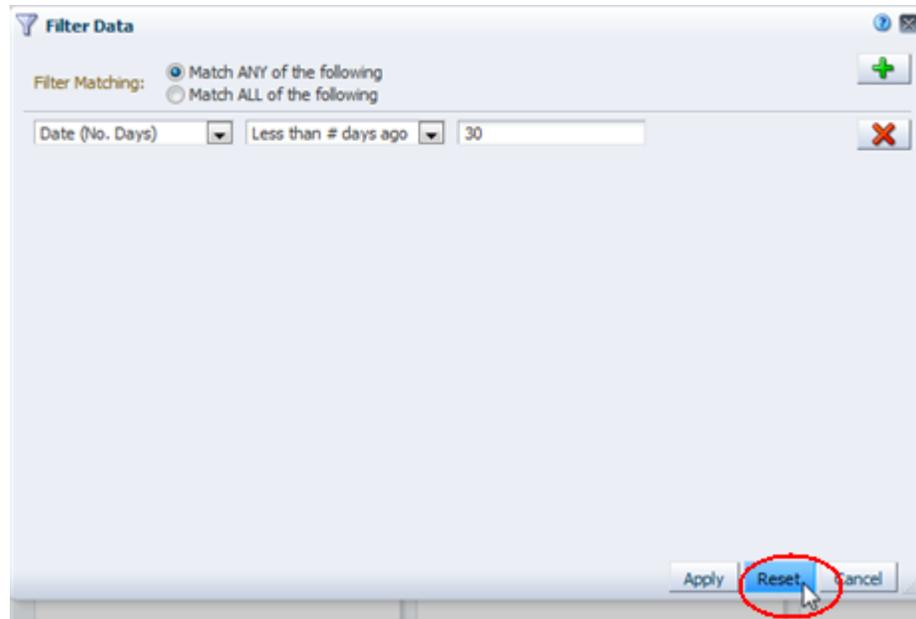 Filter Data
Filter Matching:
Match ANY of the following
Match ALL of the following
Date (No. Days) Less than # days ago 30
Apply Reset Cancel